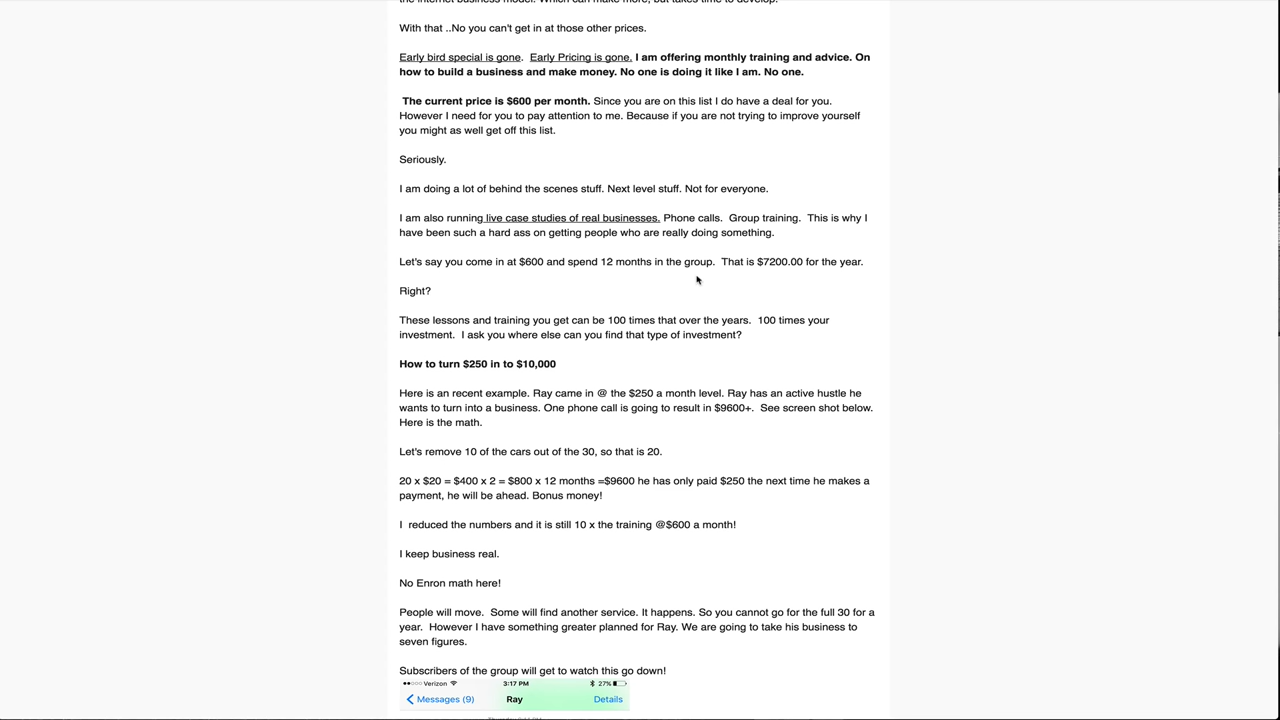 the internet business model. Which can make more, but takes time to develop.
With that ..No you can't get in at those other prices.
Early bird special is gone.  Early Pricing is gone. I am offering monthly training and advice. On
how to build a business and make money. No one is doing it like I am. No one.
The current price is $600 per month. Since you are on this list I do have a deal for you.
However I need for you to pay attention to me. Because if you are not trying to improve yourself
you might as well get off this list.
Seriously.
I am doing a lot of behind the scenes stuff. Next level stuff. Not for everyone.
I am also running live case studies of real businesses. Phone calls.  Group training.  This is why I
have been such a hard ass on getting people who are really doing something.
Let's say you come in at $600 and spend 12 months in the group.  That is $7200.00 for the year.
Right?
These lessons and training you get can be 100 times that over the years.  100 times your
investment.  I ask you where else can you find that type of investment?
How to turn $250 in to $10,000
Here is an recent example. Ray came in @ the $250 a month level. Ray has an active hustle he
wants to turn into a business. One phone call is going to result in $9600+.  See screen shot below.
Here is the math.
Let's remove 10 of the cars out of the 30, so that is 20.
20 x $20 = $400 x 2 = $800 x 12 months =$9600 he has only paid $250 the next time he makes a
payment, he will be ahead. Bonus money!
I  reduced the numbers and it is still 10 x the training @$600 a month!
I keep business real.
No Enron math here!
People will move.  Some will find another service. It happens. So you cannot go for the full 30 for a
year.  However I have something greater planned for Ray. We are going to take his business to
seven figures.
Subscribers of the group will get to watch this go down!
Verizon 3:17 PM 27%
Messages (9) Ray Details